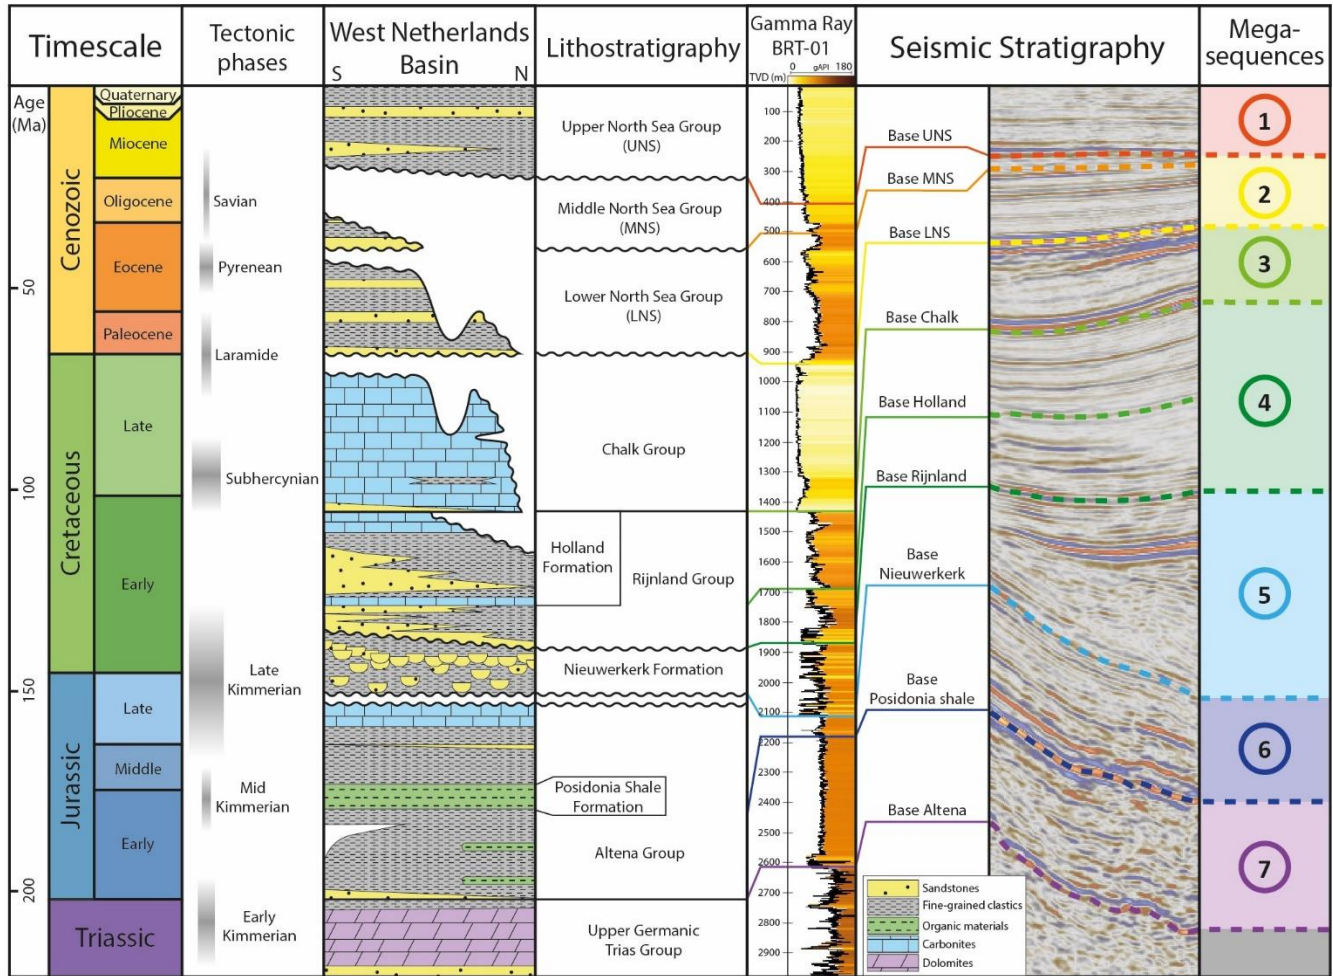 Timescale
Tectonic
phases
West Netherlands
Basin
S
N
Lithostratigraphy
Gamma Ray
BRT-01
0 gAPI 180
TVD (m)
Seismic Stratigraphy
Mega-
sequences
Age
(Ma)
50
100
150
200
Cenozoic
Quaternary
Pliocene
Miocene
Oligocene
Eocene
Paleocene
Cretaceous
Late
Early
Jurassic
Late
Middle
Early
Triassic
Savian
Pyrenean
Laramide
Subhercynian
Late
Kimmerian
Mid
Kimmerian
Early
Kimmerian
Upper North Sea Group
(UNS)
Middle North Sea Group
(MNS)
Lower North Sea Group
(LNS)
Chalk Group
Holland
Formation
Rijnland Group
Nieuwerkerk Formation
Posidonia Shale
Formation
Altena Group
Upper Germanic
Trias Group
100
200
300
400
500
600
700
800
900
1000
1100
1200
1300
1400
1500
1600
1700
1800
1900
2000
2100
2200
2300
2400
2500
2600
2700
2800
2900
Base UNS
Base MNS
Base LNS
Base Chalk
Base Holland
Base Rijnland
Base
Nieuwerkerk
Base
Posidonia shale
Base Altena
Sandstones
Fine-grained clastics
Organic materials
Carbonites
Dolomites
1
2
3
4
5
6
7